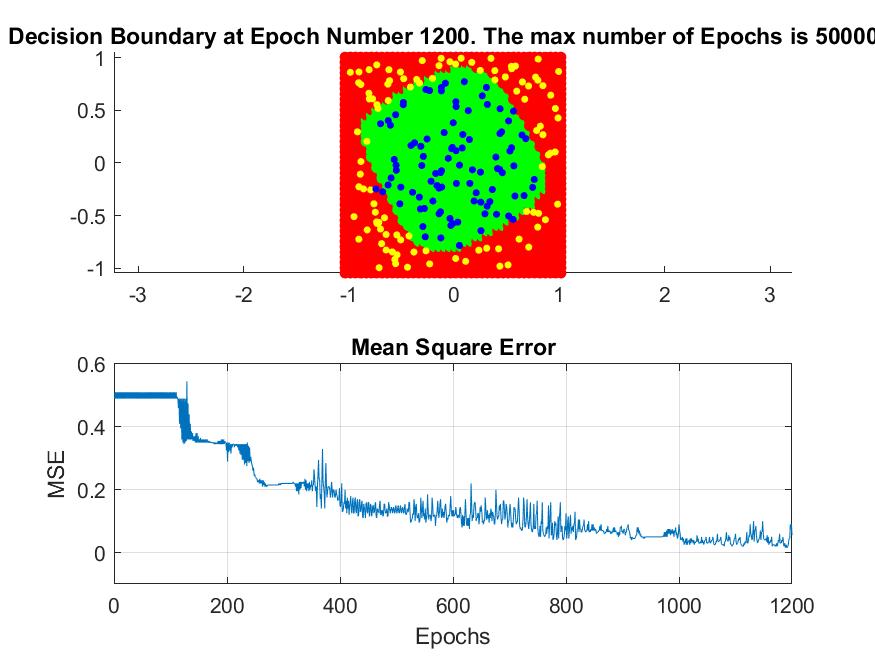 Decision Boundary at Epoch Number 1200. The max number of Epochs is 50000
1
0.5
0
-0.5
-1
-3 -2 -1 0 1 2 3
Mean Square Error
0.6
0.4
0.2
0
MSE
0 200 400 600 800 1000 1200
Epochs